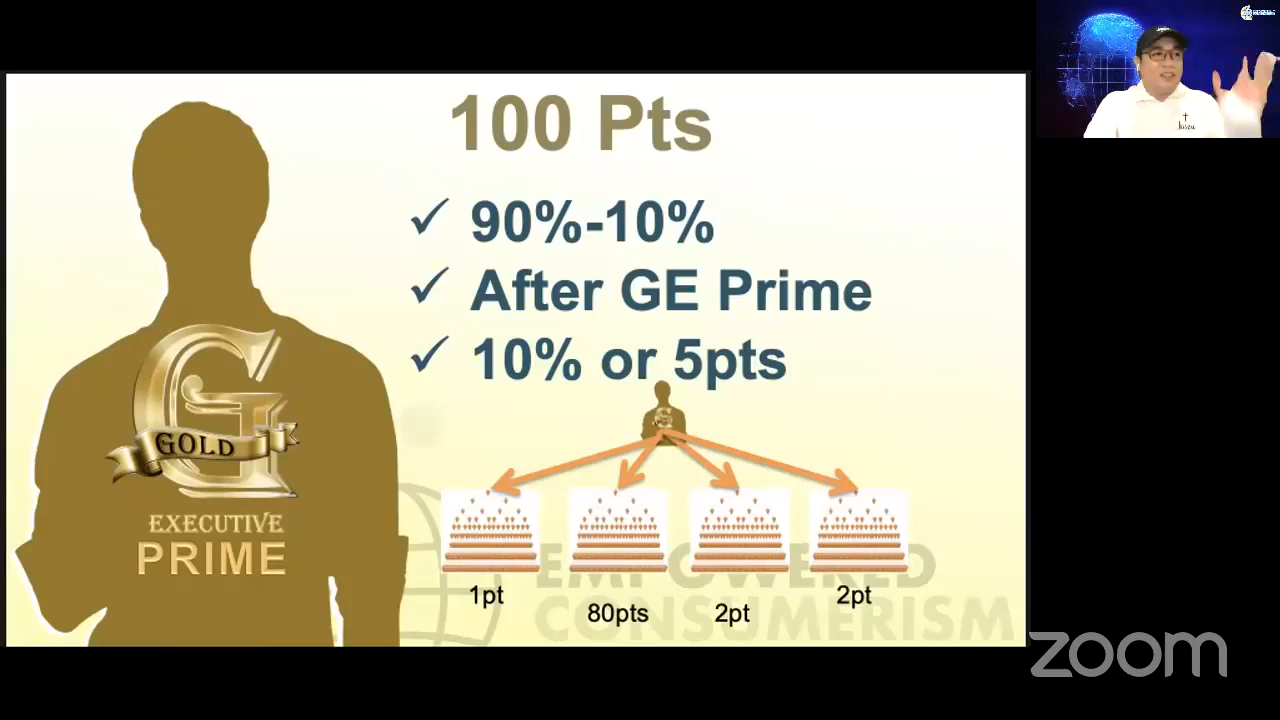 100 Pts
✓ 90%-10%
✓ After GE Prime
✓ 10% or 5pts
G
GOLD
EXECUTIVE
PRIME
1pt
80pts
2pt
2pt
EMPOWERED
CONSUMERISM
zoom